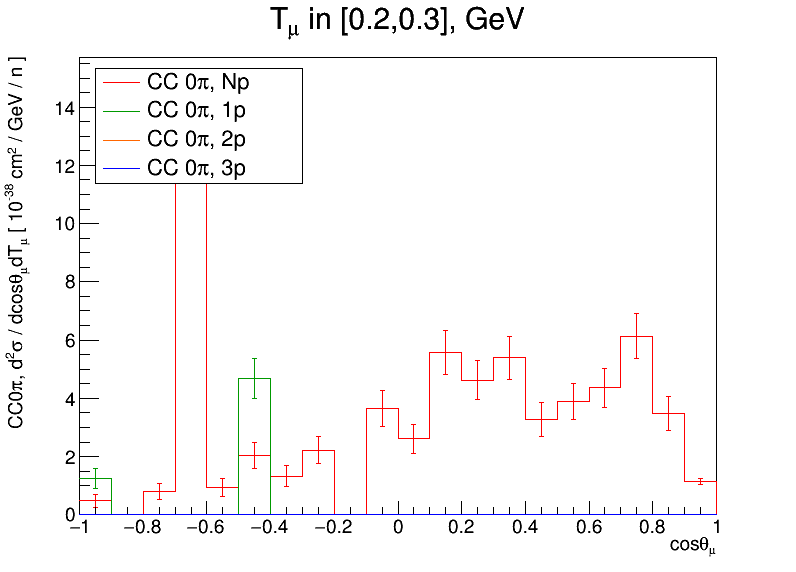 T_μ in [0.2,0.3], GeV
CC0π, d²σ / dcosθ_μdT_μ [ 10⁻³⁸ cm² / GeV / n ]
CC 0π, Np
CC 0π, 1p
CC 0π, 2p
CC 0π, 3p
14
12
10
8
6
4
2
0
−1 −0.8 −0.6 −0.4 −0.2 0 0.2 0.4 0.6 0.8 1
cosθ_μ